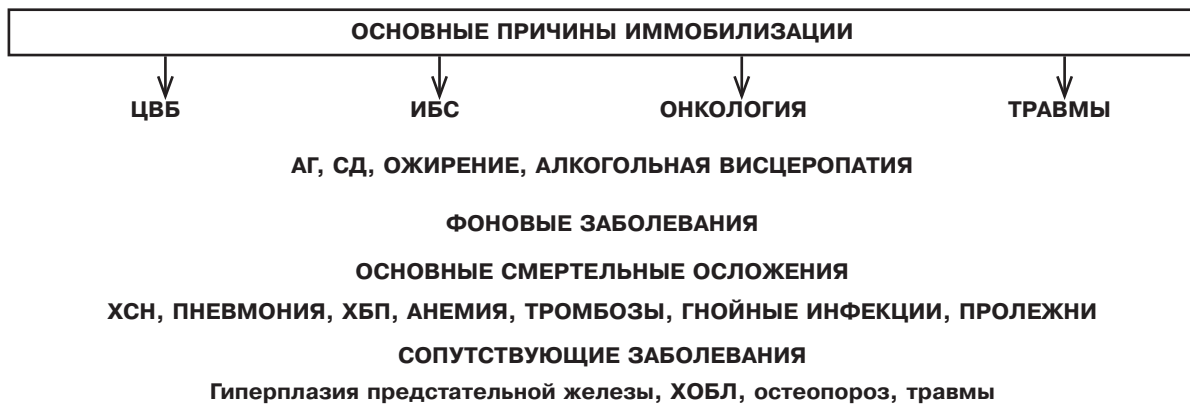 ОСНОВНЫЕ ПРИЧИНЫ ИММОБИЛИЗАЦИИ
ЦВБ ИБС ОНКОЛОГИЯ ТРАВМЫ
АГ, СД, ОЖИРЕНИЕ, АЛКОГОЛЬНАЯ ВИСЦЕРОПАТИЯ
ФОНОВЫЕ ЗАБОЛЕВАНИЯ
ОСНОВНЫЕ СМЕРТЕЛЬНЫЕ ОСЛОЖЕНИЯ
ХСН, ПНЕВМОНИЯ, ХБП, АНЕМИЯ, ТРОМБОЗЫ, ГНОЙНЫЕ ИНФЕКЦИИ, ПРОЛЕЖНИ
СОПУТСТВУЮЩИЕ ЗАБОЛЕВАНИЯ
Гиперплазия предстательной железы, ХОБЛ, остеопороз, травмы